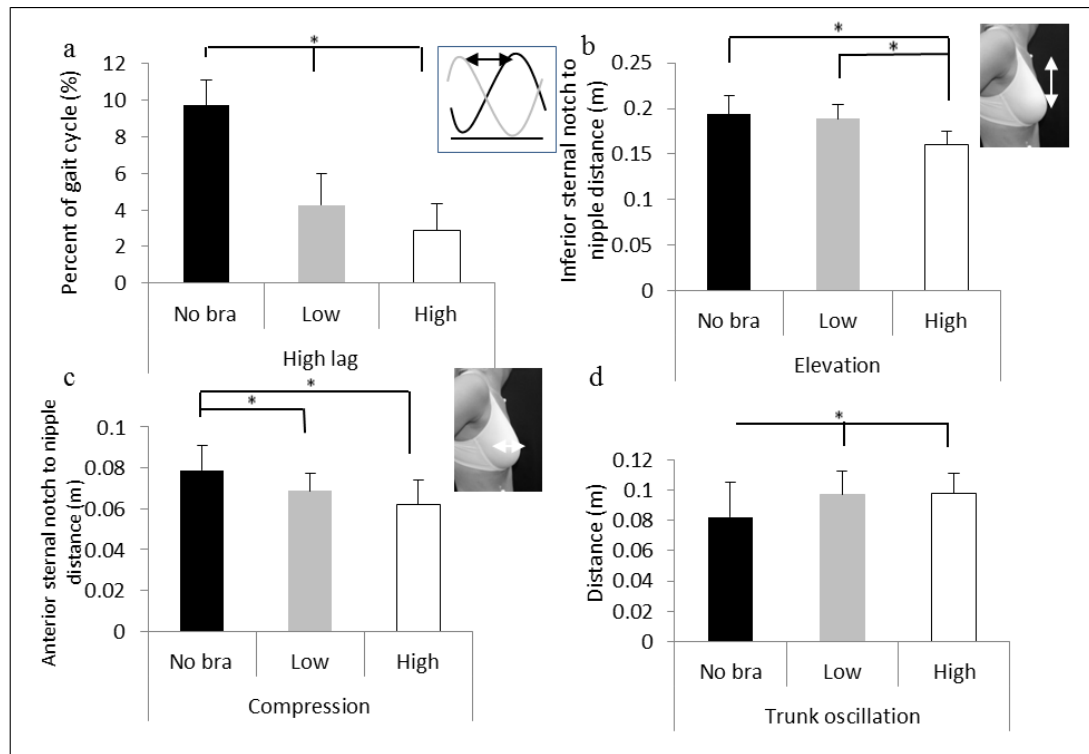 a
*
Percent of gait cycle (%)
12
10
8
6
4
2
0
No bra
Low
High
High lag
b
*
*
Inferior sternal notch to
nipple distance (m)
0.25
0.2
0.15
0.1
0.05
0
No bra
Low
High
Elevation
c
*
*
Anterior sternal notch to nipple
distance (m)
0.1
0.08
0.06
0.04
0.02
0
No bra
Low
High
Compression
d
*
Distance (m)
0.12
0.1
0.08
0.06
0.04
0.02
0
No bra
Low
High
Trunk oscillation